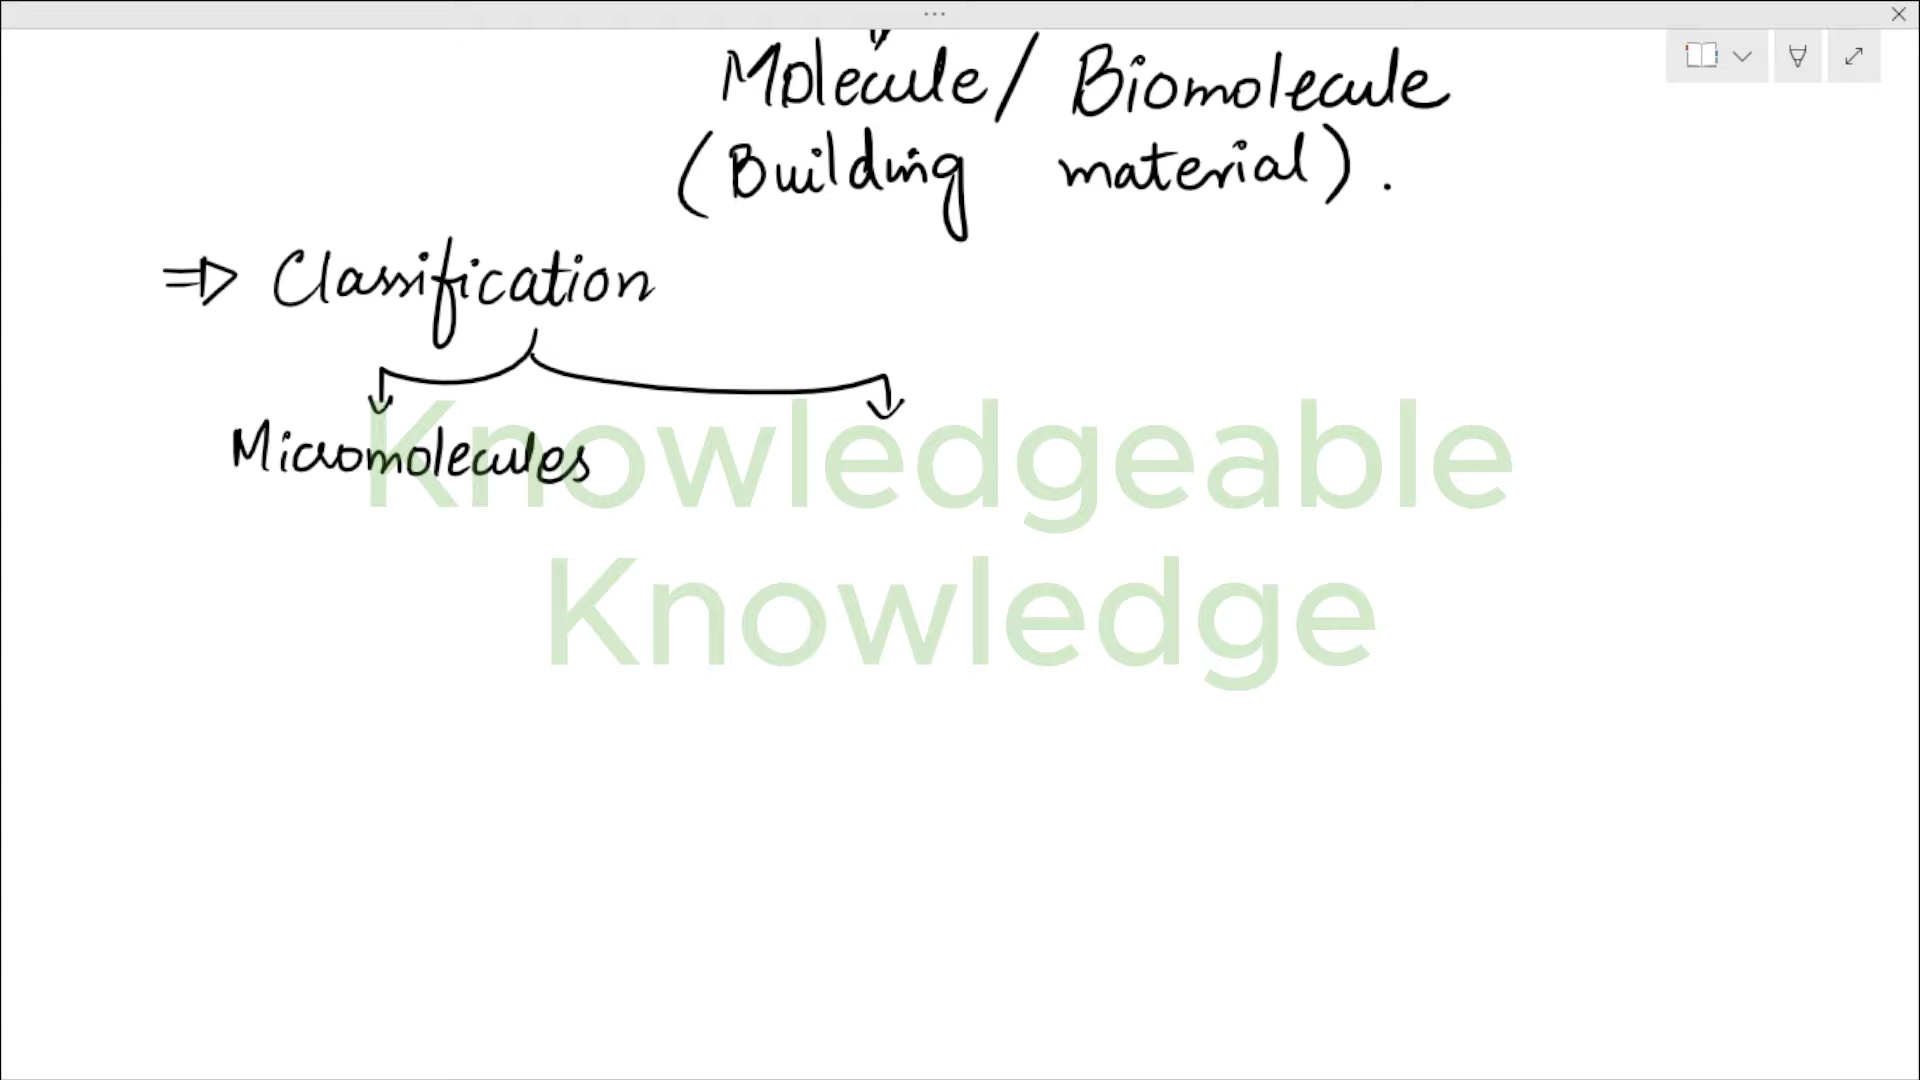 Molecule / Biomolecule
(Building material).
⇒ Classification
Micromolecules
Knowledgeable
Knowledge